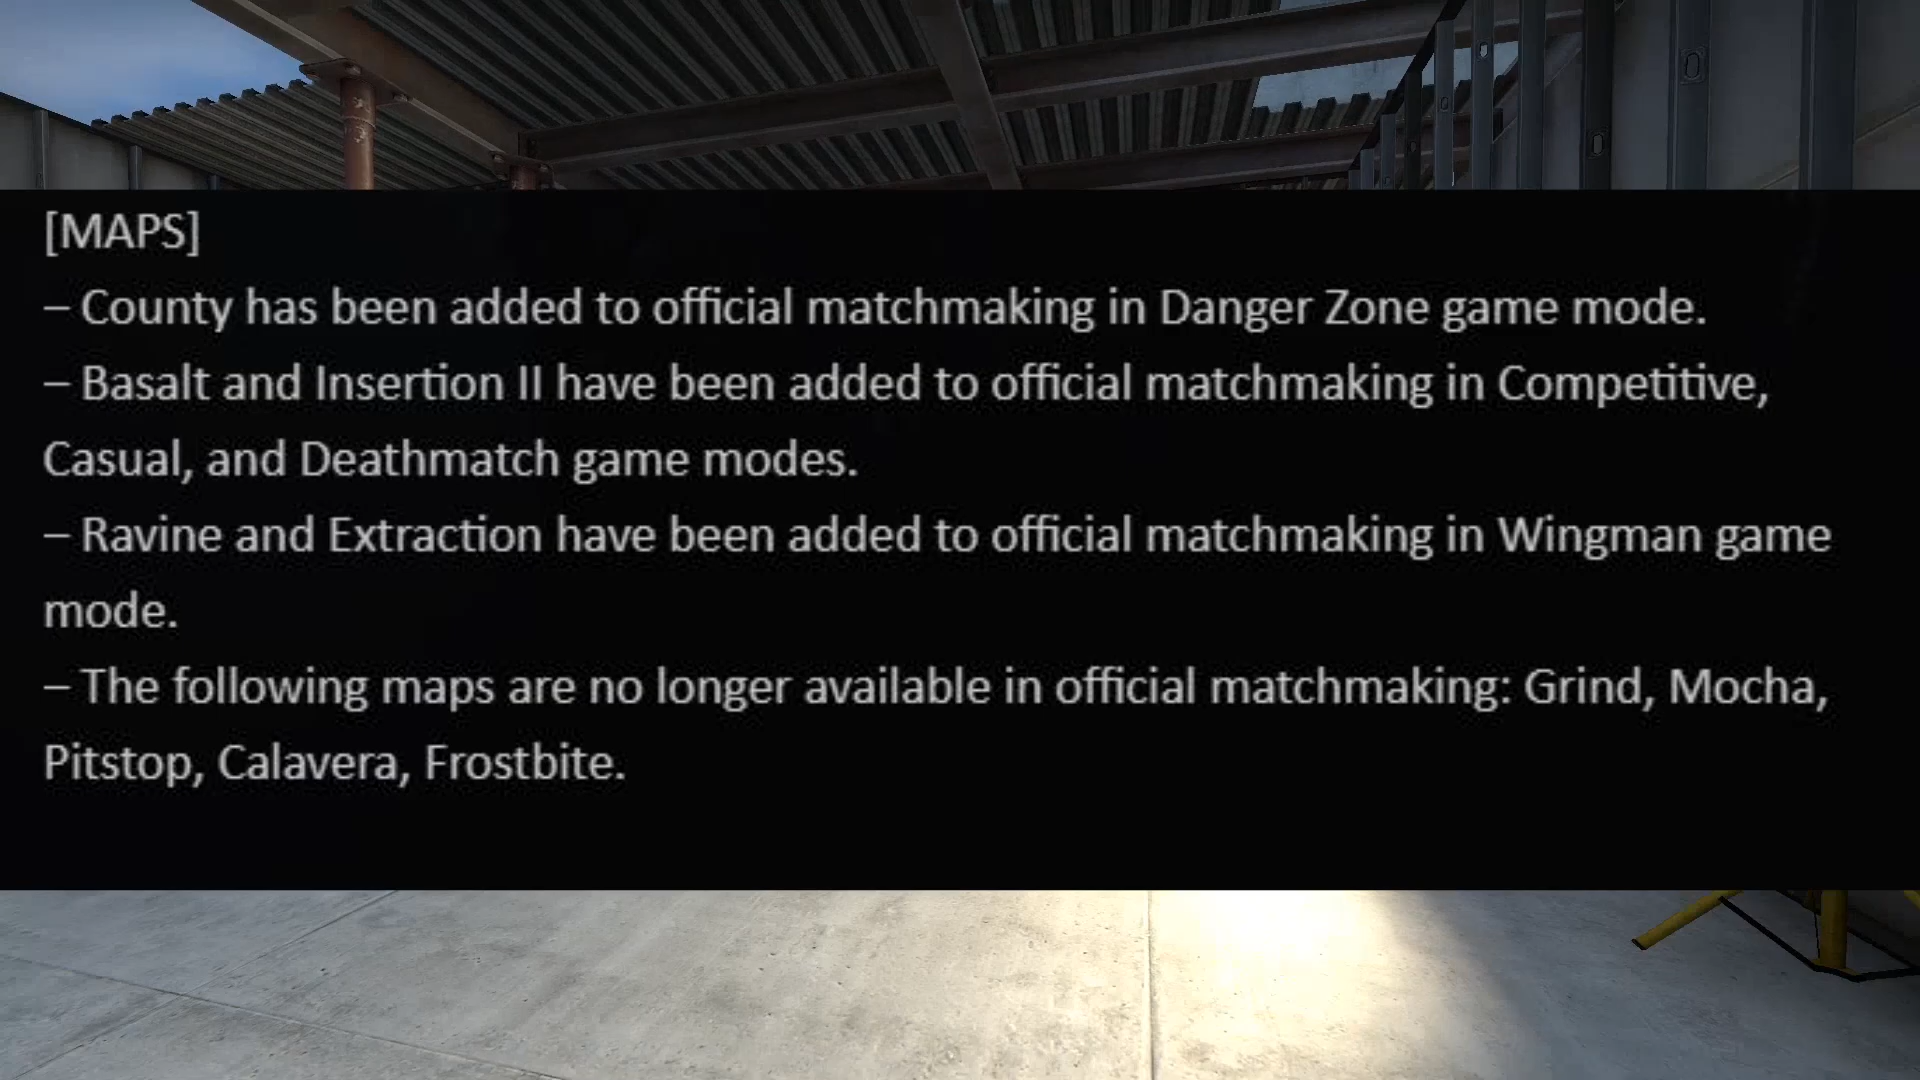 [MAPS]
– County has been added to official matchmaking in Danger Zone game mode.
– Basalt and Insertion II have been added to official matchmaking in Competitive,
Casual, and Deathmatch game modes.
– Ravine and Extraction have been added to official matchmaking in Wingman game
mode.
– The following maps are no longer available in official matchmaking: Grind, Mocha,
Pitstop, Calavera, Frostbite.